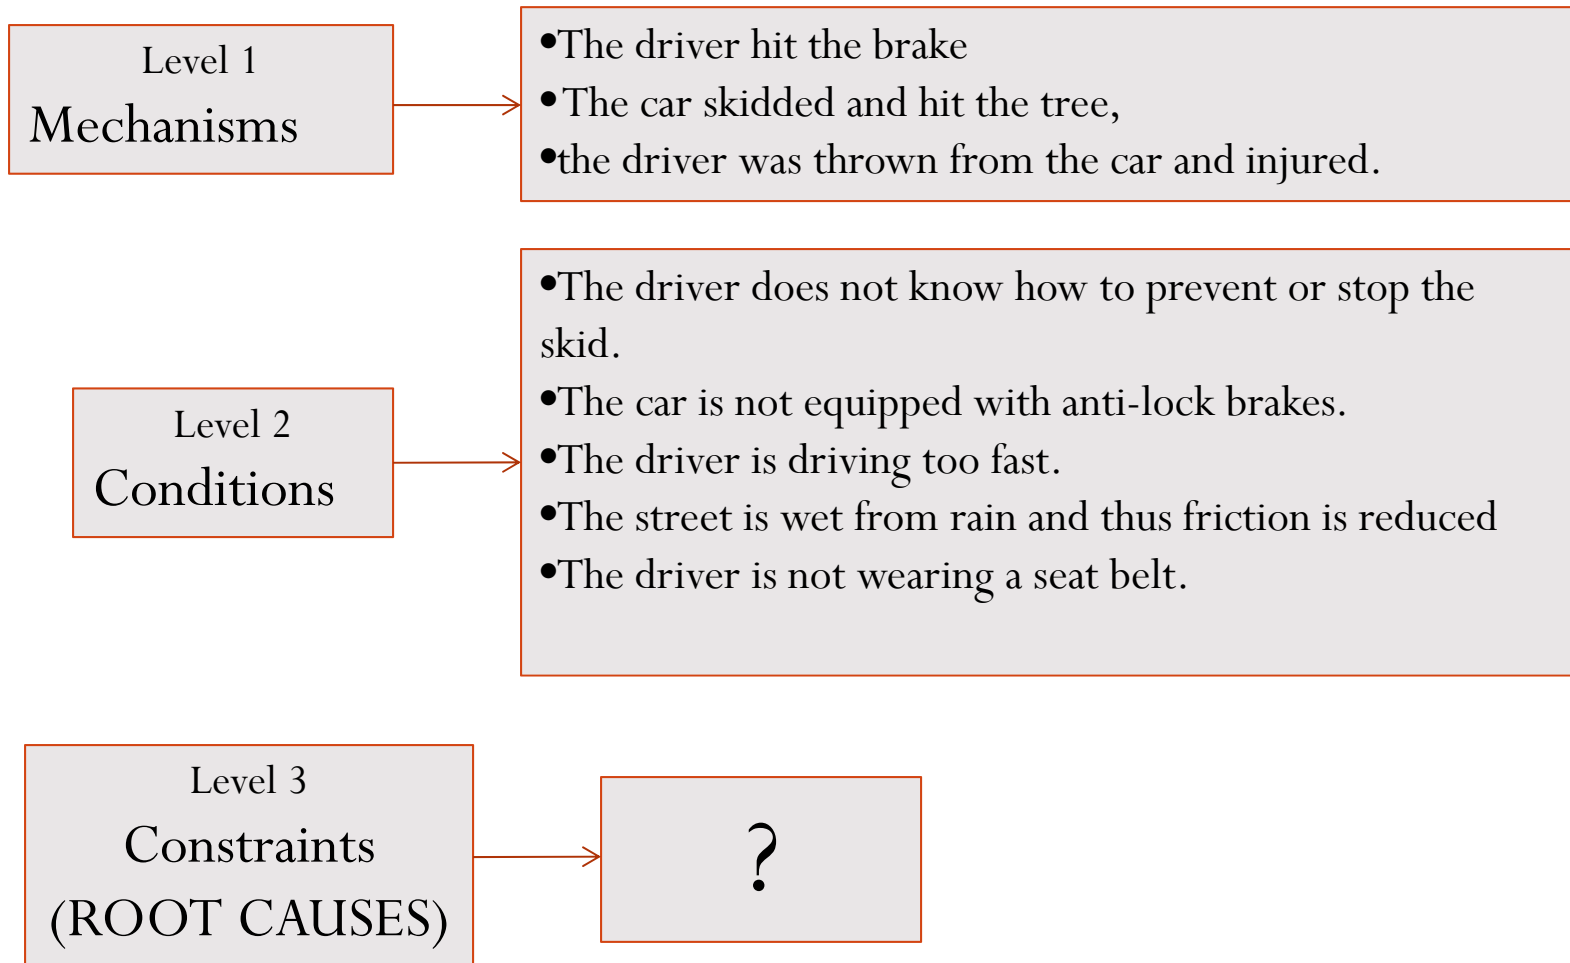 Level 1
Mechanisms
•The driver hit the brake
• The car skidded and hit the tree,
•the driver was thrown from the car and injured.
Level 2
Conditions
•The driver does not know how to prevent or stop the
skid.
•The car is not equipped with anti-lock brakes.
•The driver is driving too fast.
•The street is wet from rain and thus friction is reduced
•The driver is not wearing a seat belt.
Level 3
Constraints
(ROOT CAUSES)
?